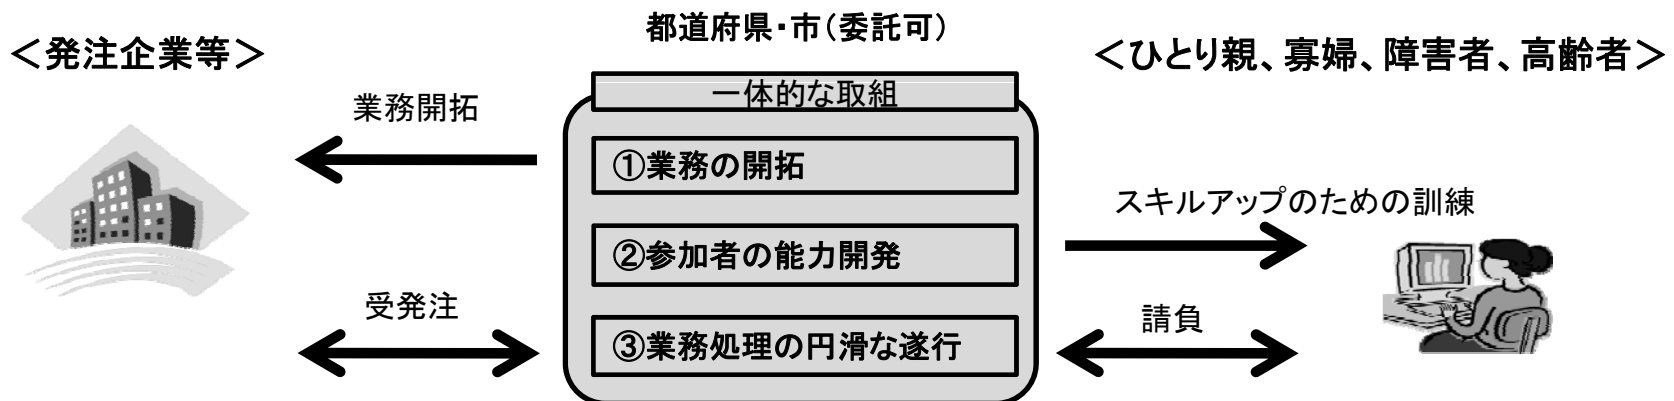 ＜発注企業等＞
都道府県・市（委託可）
＜ひとり親、寡婦、障害者、高齢者＞
一体的な取組
業務開拓
①業務の開拓
スキルアップのための訓練
②参加者の能力開発
受発注
請負
③業務処理の円滑な遂行